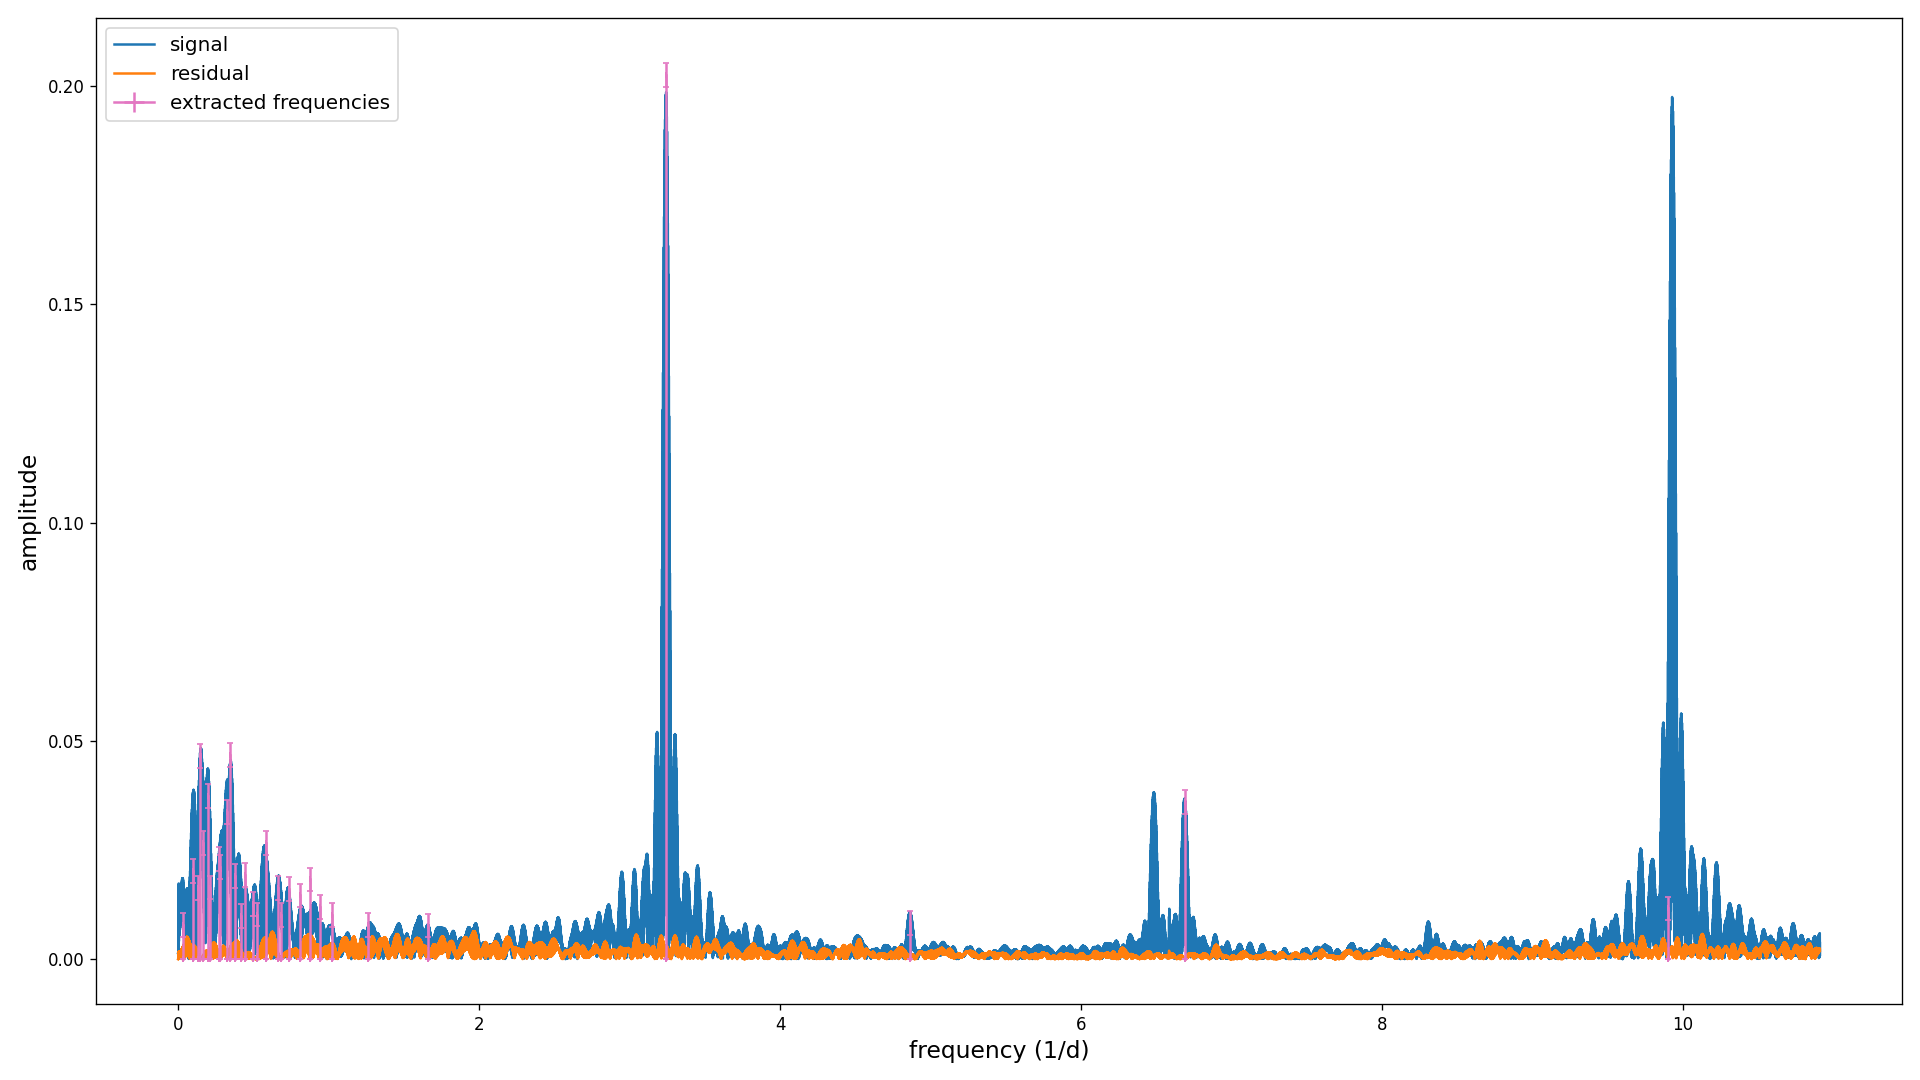 signal
residual
extracted frequencies
amplitude
0.20
0.15
0.10
0.05
0.00
0 2 4 6 8 10
frequency (1/d)